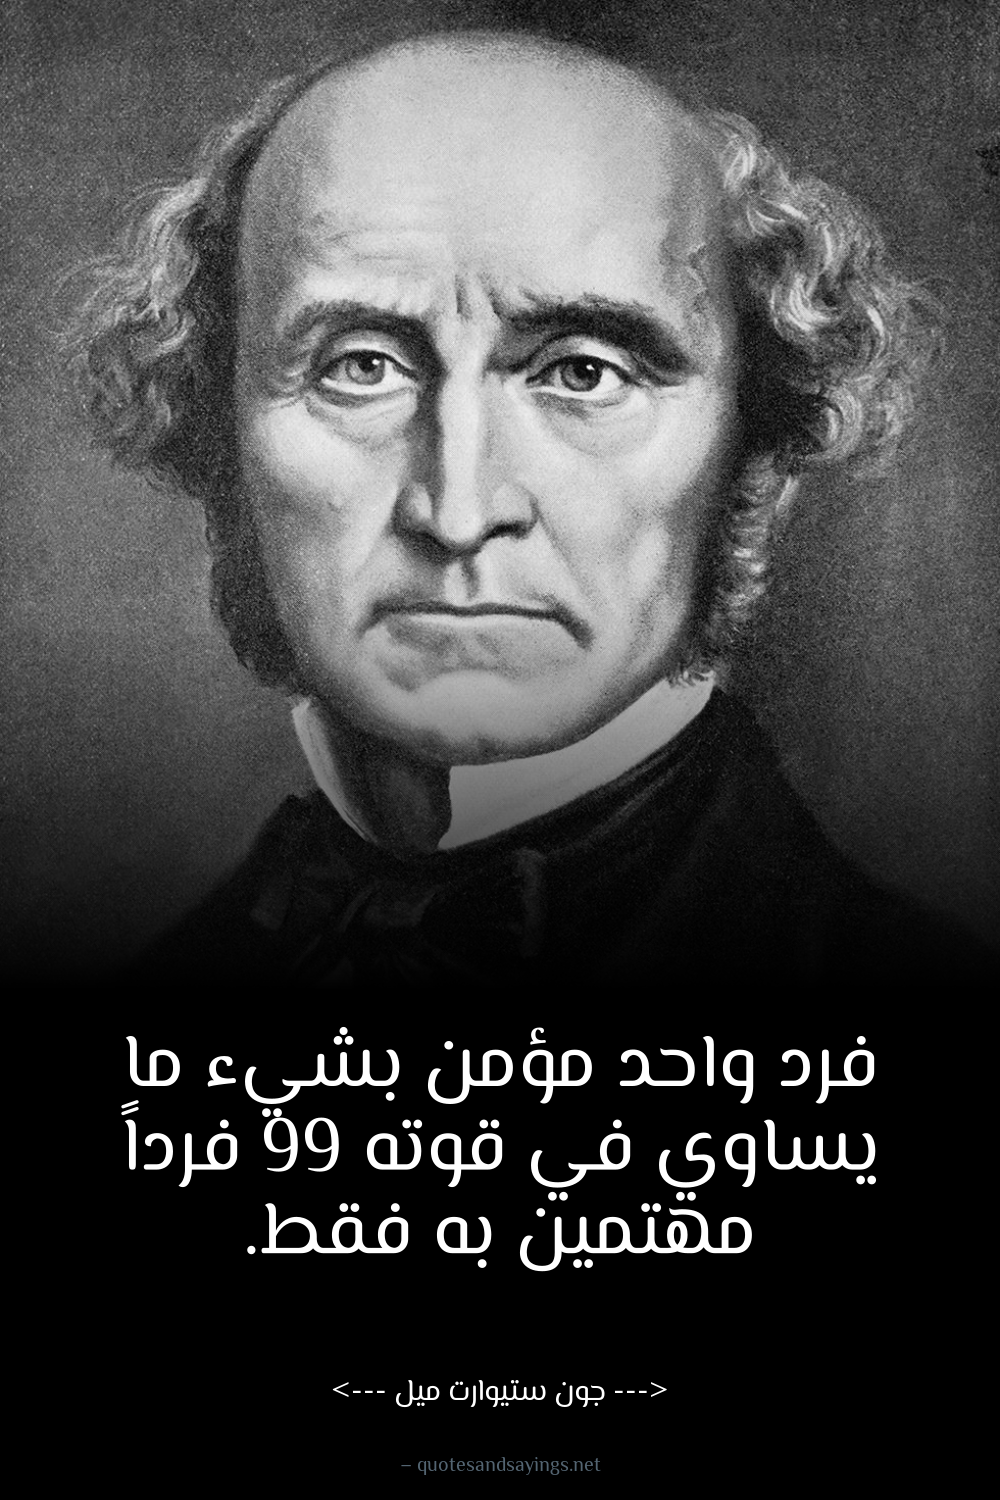 فرد واحد مؤمن بشيء ما
يساوي في قوته 99 فرداً
مهتمين به فقط.
<--- جون ستيوارت ميل --->
– quotesandsayings.net